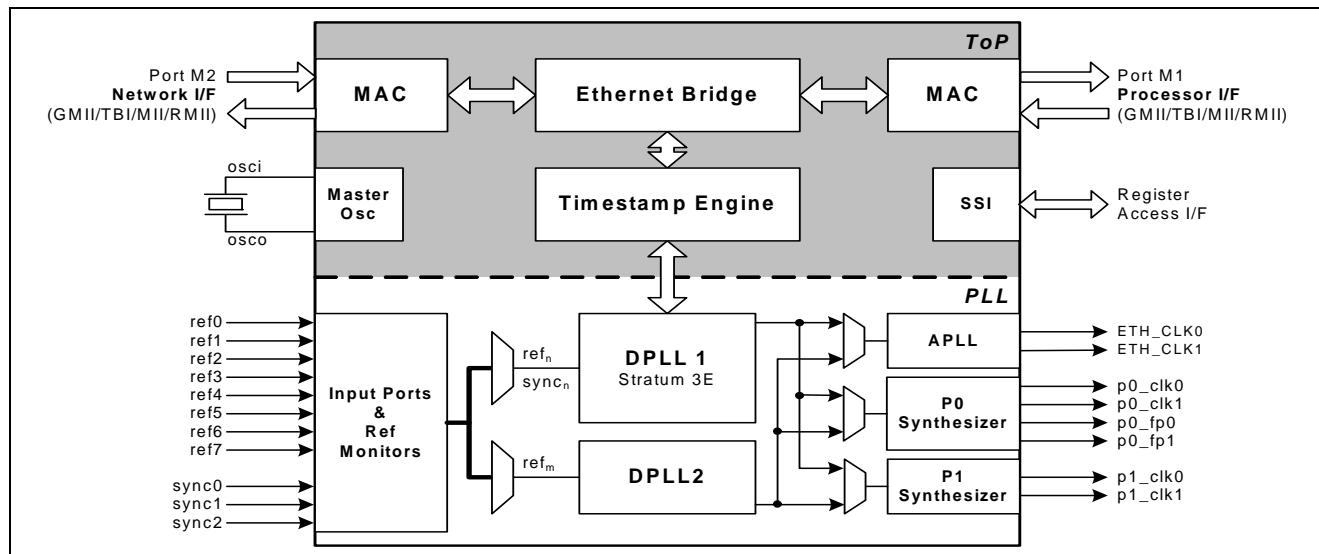 ToP
Port M2
Network I/F
(GMII/TBI/MII/RMII)
MAC
Ethernet Bridge
MAC
Port M1
Processor I/F
(GMII/TBI/MII/RMII)
osci
osco
Master
Osc
Timestamp Engine
SSI
Register
Access I/F
PLL
ref0
ref1
ref2
ref3
ref4
ref5
ref6
ref7
sync0
sync1
sync2
Input Ports
&
Ref
Monitors
refn
syncn
refm
DPLL 1
Stratum 3E
DPLL2
APLL
P0
Synthesizer
P1
Synthesizer
ETH_CLK0
ETH_CLK1
p0_clk0
p0_clk1
p0_fp0
p0_fp1
p1_clk0
p1_clk1